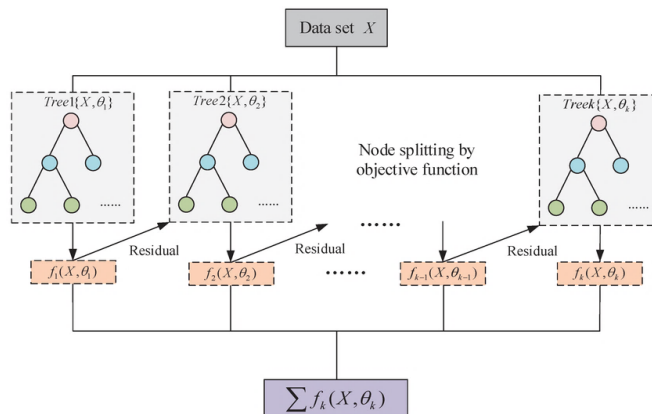 Data set X
Tree1{X,θ₁}
Tree2{X,θ₂}
Treek{X,θₖ}
Node splitting by
objective function
......
......
......
......
Residual
Residual
Residual
f₁(X,θ₁)
f₂(X,θ₂)
......
fₖ₋₁(X,θₖ₋₁)
fₖ(X,θₖ)
∑ fₖ(X,θₖ)